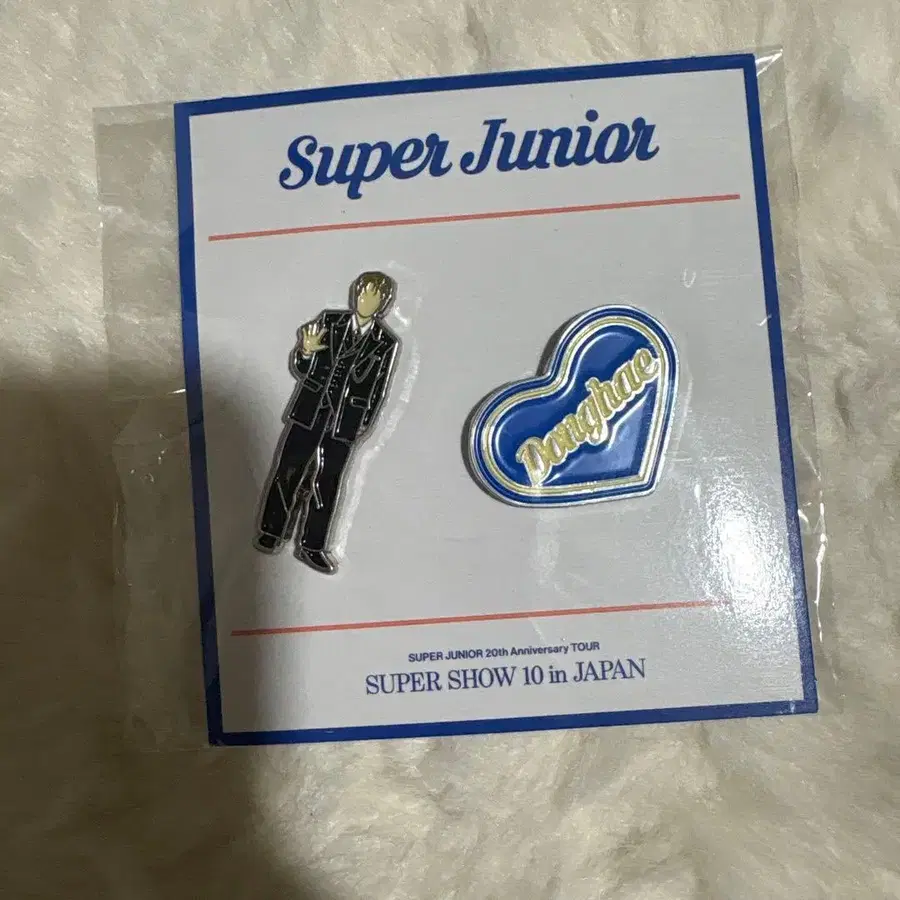 Super Junior
Donghae
SUPER JUNIOR 20th Anniversary TOUR
SUPER SHOW 10 in JAPAN